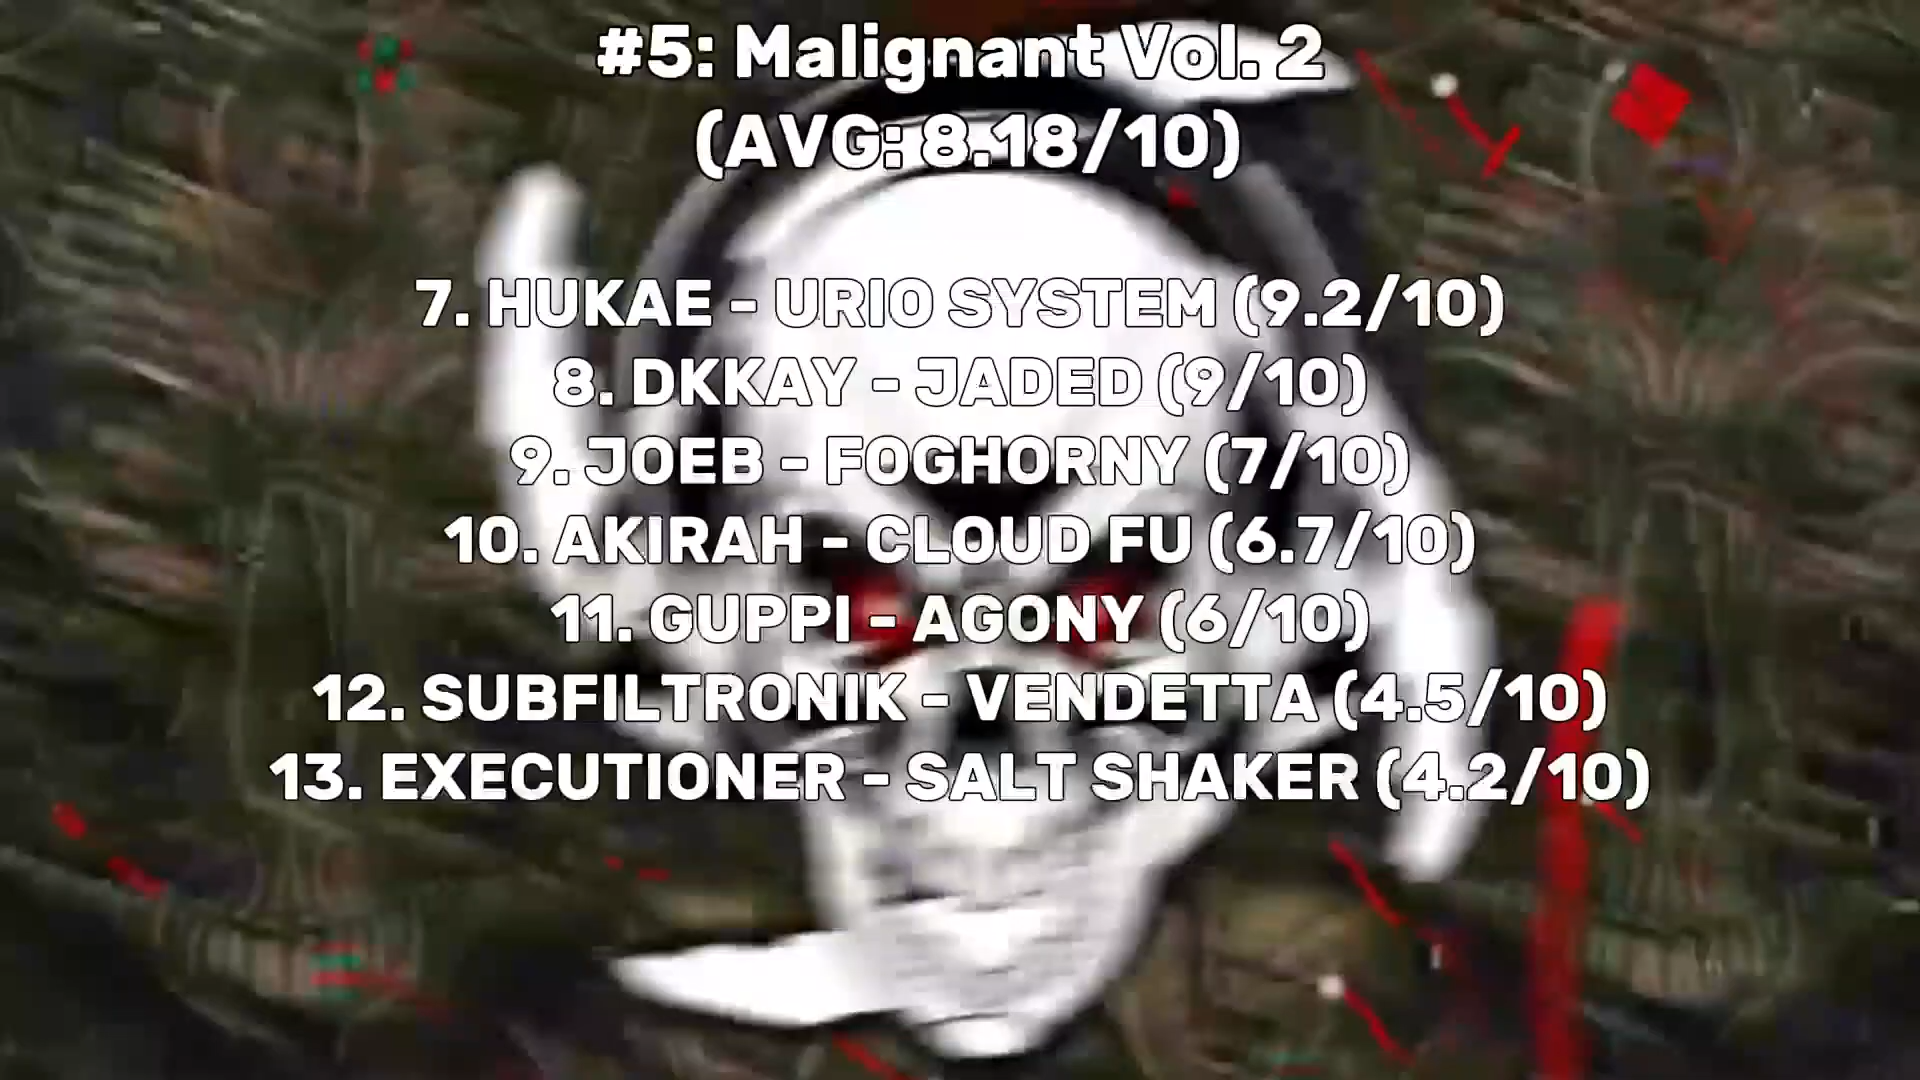 #5: Malignant Vol. 2
(AVG: 8.18/10)
7. HUKAE - URIO SYSTEM (9.2/10)
8. DKKAY - JADED (9/10)
9. JOEB - FOGHORNY (7/10)
10. AKIRAH - CLOUD FU (6.7/10)
11. GUPPI - AGONY (6/10)
12. SUBFILTRONIK - VENDETTA (4.5/10)
13. EXECUTIONER - SALT SHAKER (4.2/10)